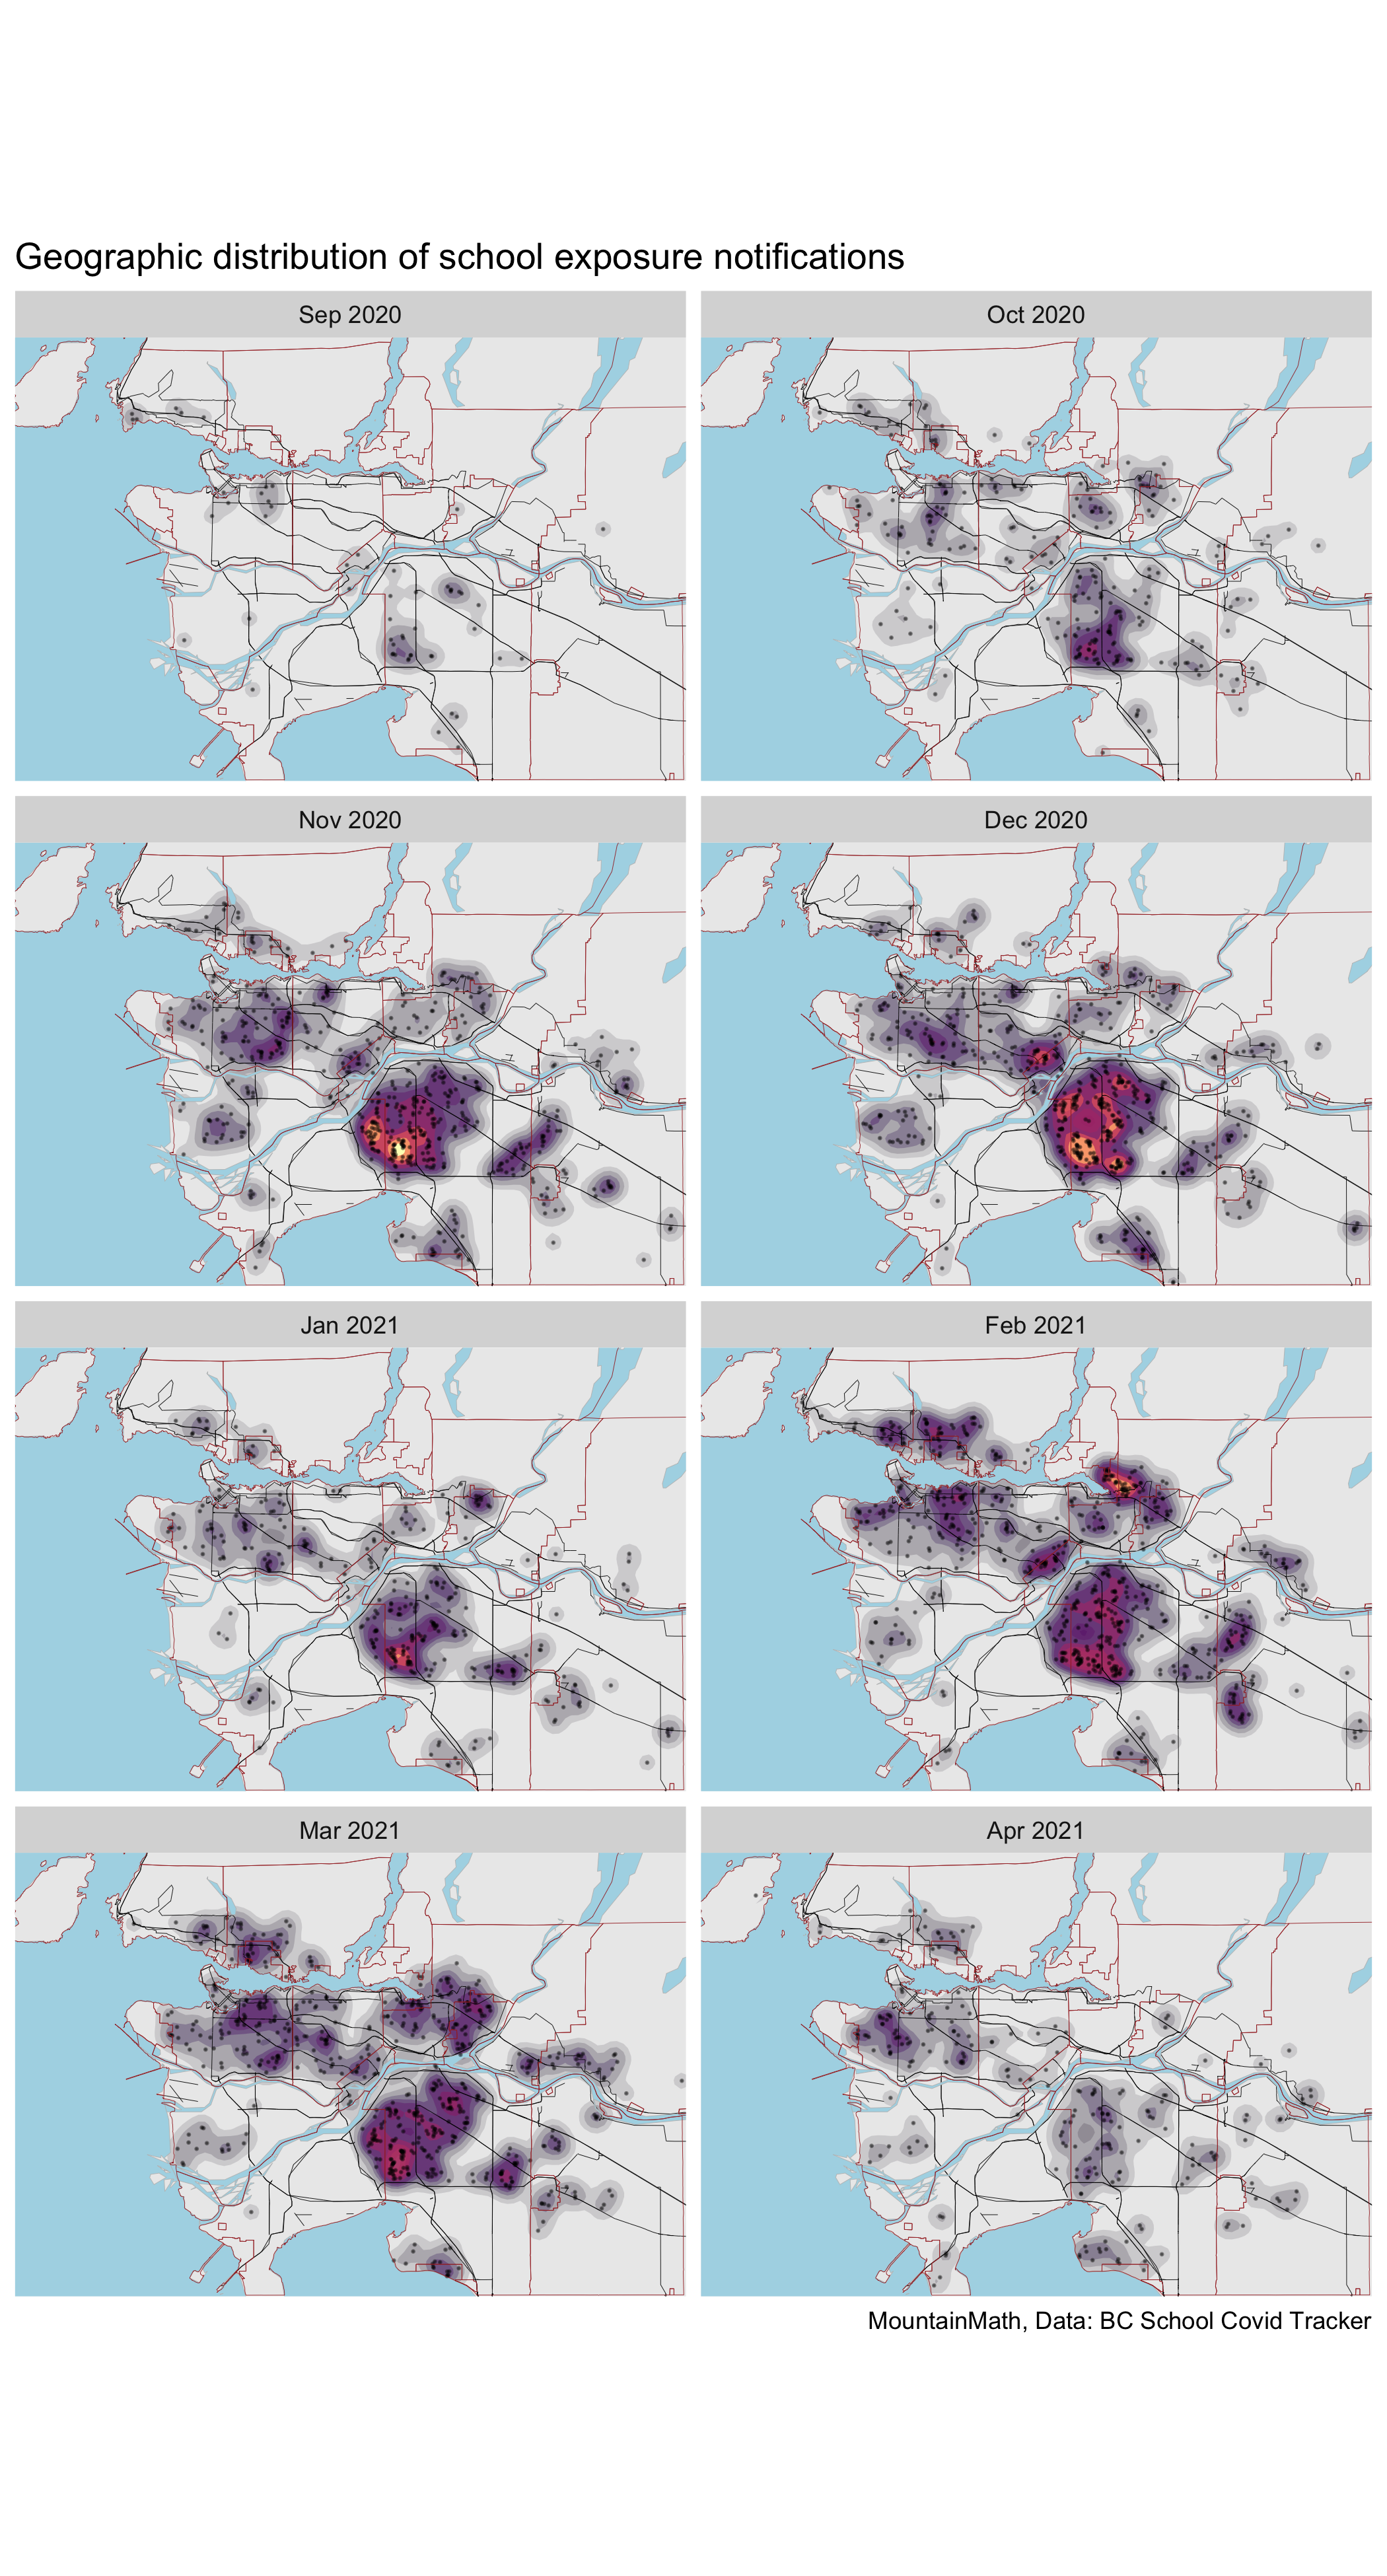 Geographic distribution of school exposure notifications
Sep 2020
Oct 2020
Nov 2020
Dec 2020
Jan 2021
Feb 2021
Mar 2021
Apr 2021
MountainMath, Data: BC School Covid Tracker